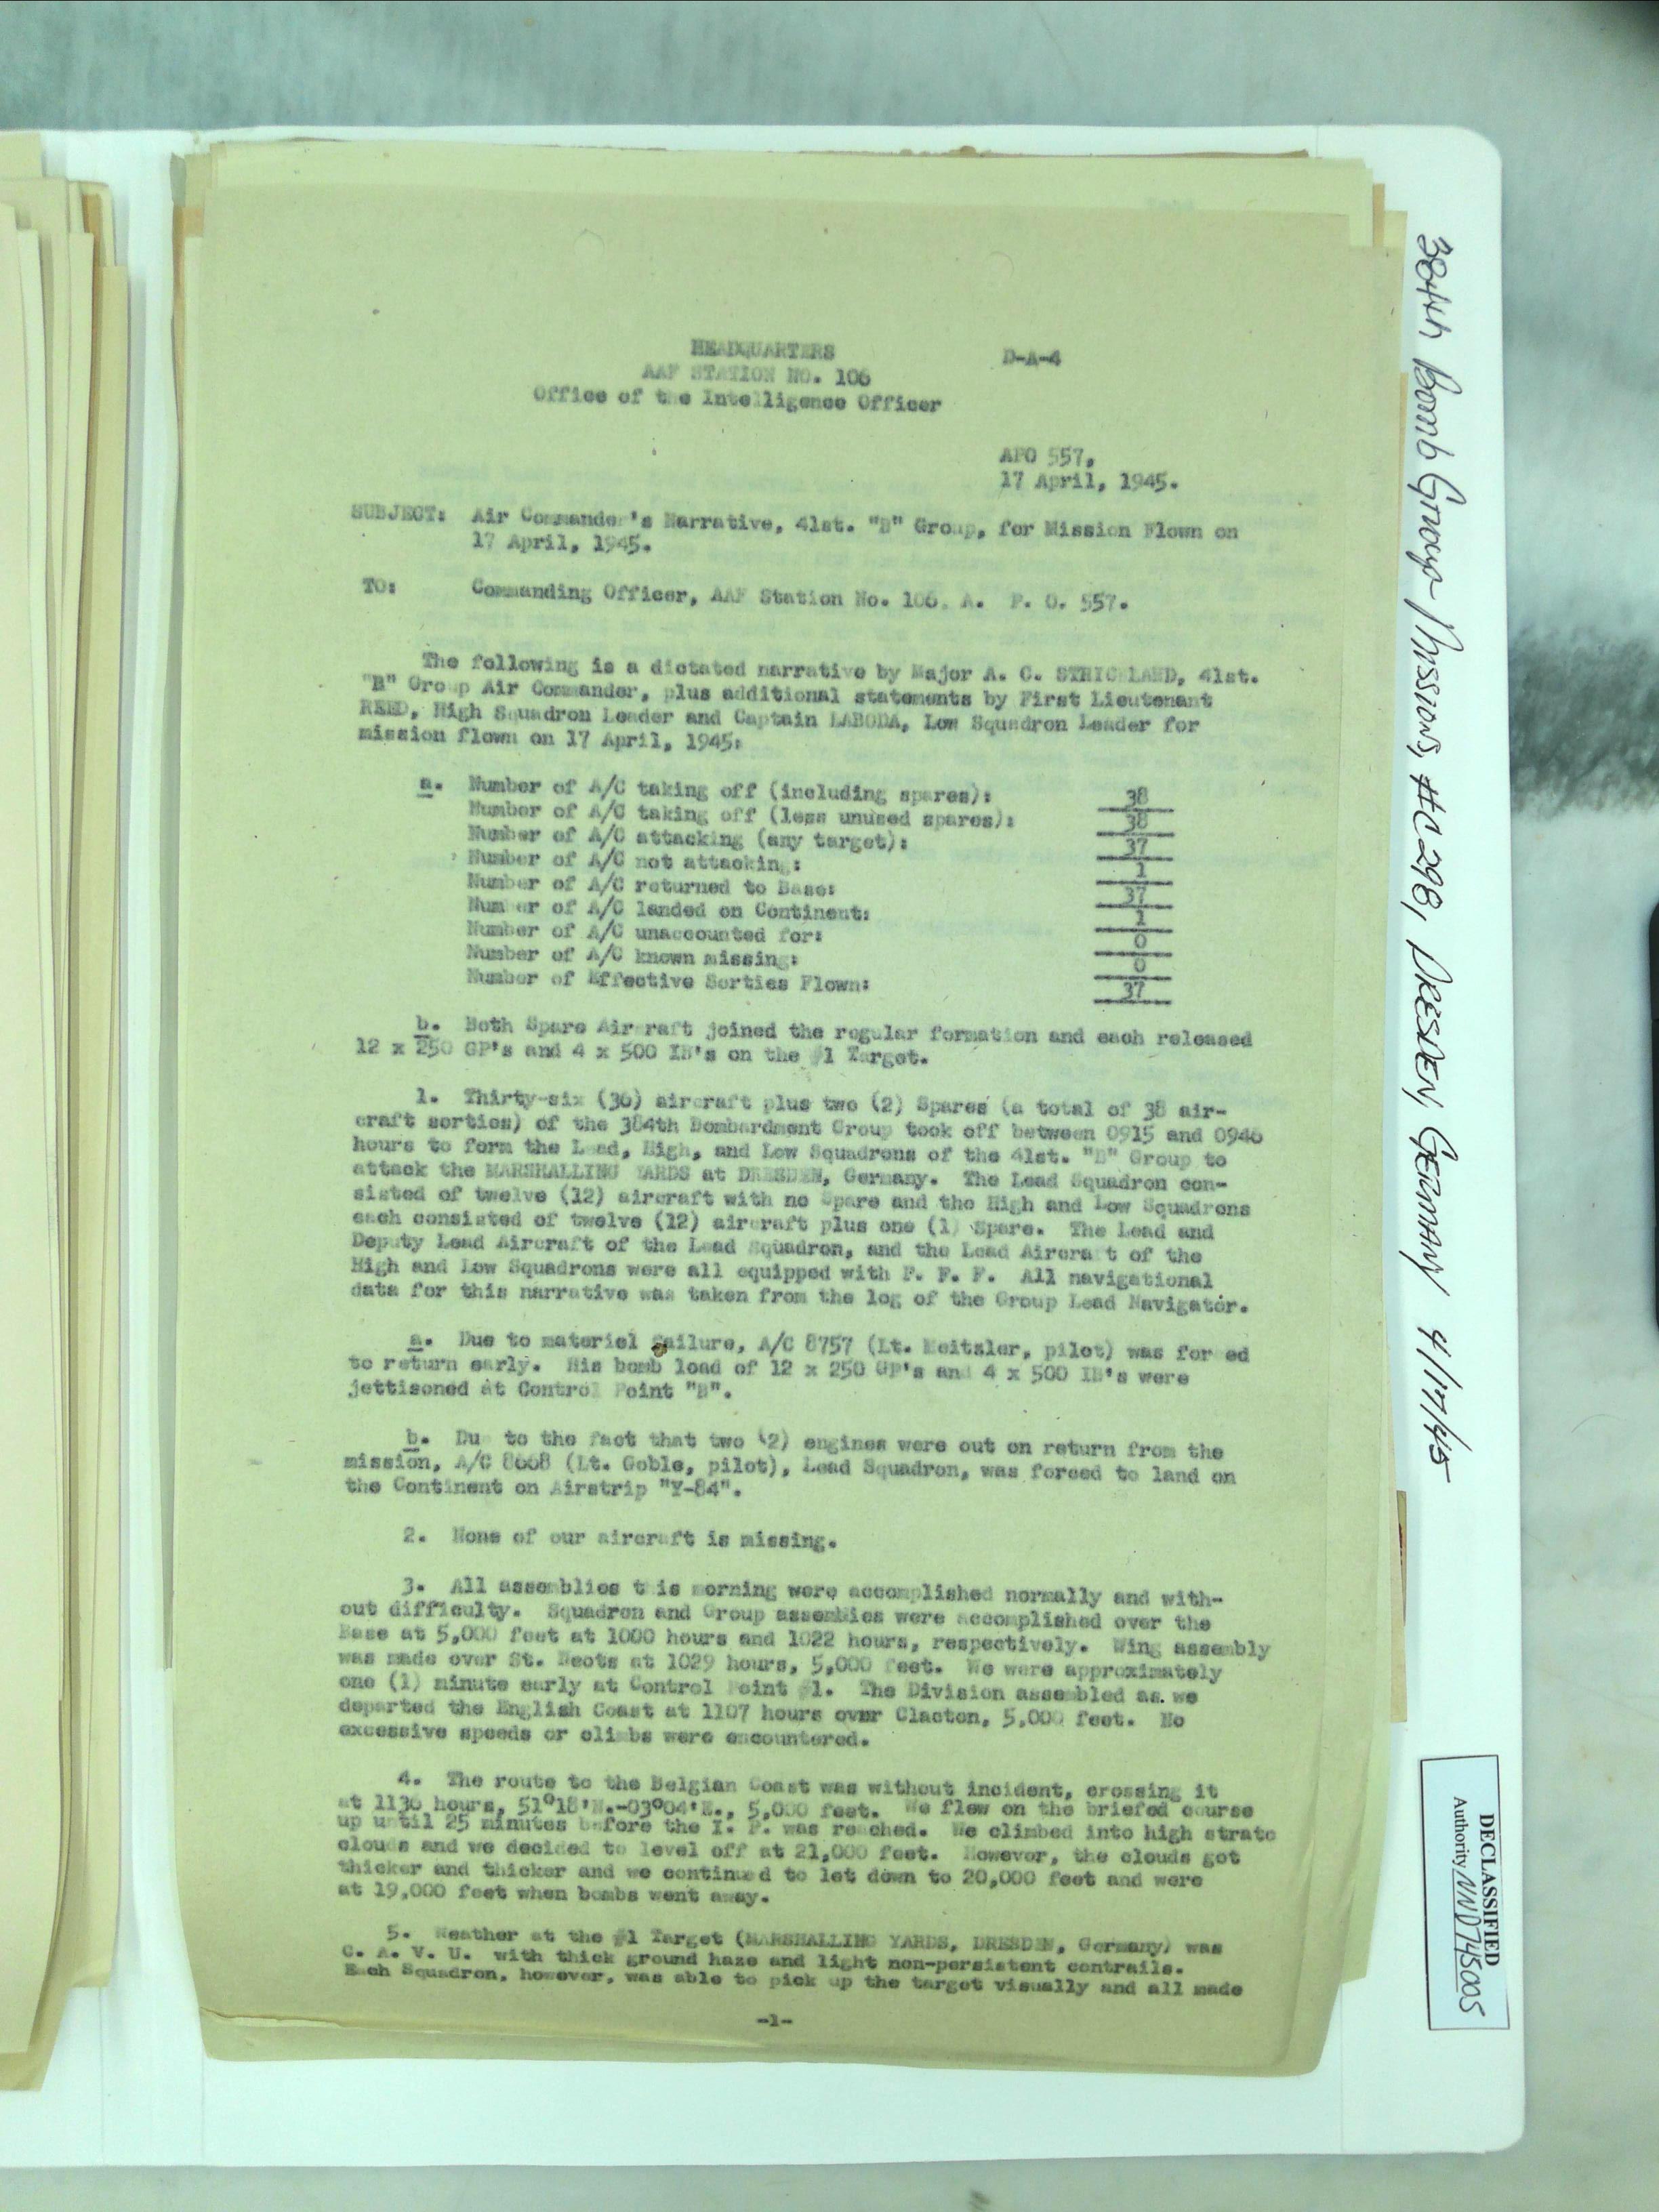 HEADQUARTERS
D-A-4
AAF STATION NO. 106
Office of the Intelligence Officer
APO 557,
17 April, 1945.
SUBJECT: Air Commander's Narrative, 41st. "B" Group, for Mission Flown on
17 April, 1945.
TO: Commanding Officer, AAF Station No. 106, A. P. O. 557.
The following is a dictated narrative by Major A. C. STRICKLAND, 41st.
"B" Group Air Commander, plus additional statements by First Lieutenant
REED, High Squadron Leader and Captain LABODA, Low Squadron Leader for
mission flown on 17 April, 1945:
a. Number of A/C taking off (including spares): 38
Number of A/C taking off (less unused spares): 38
Number of A/C attacking (any target): 37
Number of A/C not attacking: 1
Number of A/C returned to Base: 37
Number of A/C landed on Continent: 1
Number of A/C unaccounted for: 0
Number of A/C known missing: 0
Number of Effective Sorties Flown: 37
b. Both Spare Aircraft joined the regular formation and each released
12 x 250 GP's and 4 x 500 IB's on the #1 Target.
1. Thirty-six (36) aircraft plus two (2) Spares (a total of 38 air-
craft sorties) of the 384th Bombardment Group took off between 0915 and 0946
hours to form the Lead, High, and Low Squadrons of the 41st. "B" Group to
attack the MARSHALLING YARDS at DRESDEN, Germany. The Lead Squadron con-
sisted of twelve (12) aircraft with no Spare and the High and Low Squadrons
each consisted of twelve (12) aircraft plus one (1) Spare. The Lead and
Deputy Lead Aircraft of the Lead Squadron, and the Lead Aircraft of the
High and Low Squadrons were all equipped with P. F. F. All navigational
data for this narrative was taken from the log of the Group Lead Navigator.
a. Due to materiel failure, A/C 8757 (Lt. Meitzler, pilot) was forced
to return early. His bomb load of 12 x 250 GP's and 4 x 500 IB's were
jettisoned at Control Point "B".
b. Due to the fact that two (2) engines were out on return from the
mission, A/C 8668 (Lt. Goble, pilot), Lead Squadron, was forced to land on
the Continent on Airstrip "Y-84".
2. None of our aircraft is missing.
3. All assemblies this morning were accomplished normally and with-
out difficulty. Squadron and Group assemblies were accomplished over the
Base at 5,000 feet at 1000 hours and 1022 hours, respectively. Wing assembly
was made over St. Neots at 1029 hours, 5,000 feet. We were approximately
one (1) minute early at Control Point #1. The Division assembled as we
departed the English Coast at 1107 hours over Clacton, 5,000 feet. No
excessive speeds or climbs were encountered.
4. The route to the Belgian Coast was without incident, crossing it
at 1136 hours, 51°18'N.-03°04'E., 5,000 feet. We flew on the briefed course
up until 25 minutes before the I. P. was reached. We climbed into high strato
clouds and we decided to level off at 21,000 feet. However, the clouds got
thicker and thicker and we continued to let down to 20,000 feet and were
at 19,000 feet when bombs went away.
5. Weather at the #1 Target (MARSHALLING YARDS, DRESDEN, Germany) was
C. A. V. U. with thick ground haze and light non-persistent contrails.
Each Squadron, however, was able to pick up the target visually and all made
-1-
384th Bomb Group - Missions, #C 298, DRESDEN, GERMANY 4/17/45
DECLASSIFIED
Authority NND745005